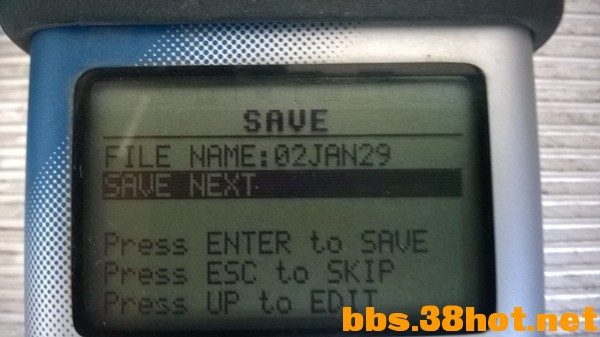 SAVE
FILE NAME:02JAN29
SAVE NEXT
Press ENTER to SAVE
Press ESC to SKIP
Press UP to EDIT
bbs.38hot.net